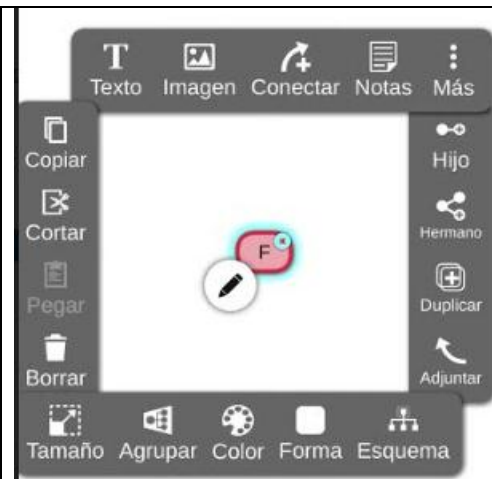 Texto Imagen Conectar Notas Más
Copiar
Cortar
Pegar
Borrar
F
Hijo
Hermano
Duplicar
Adjuntar
Tamaño Agrupar Color Forma Esquema